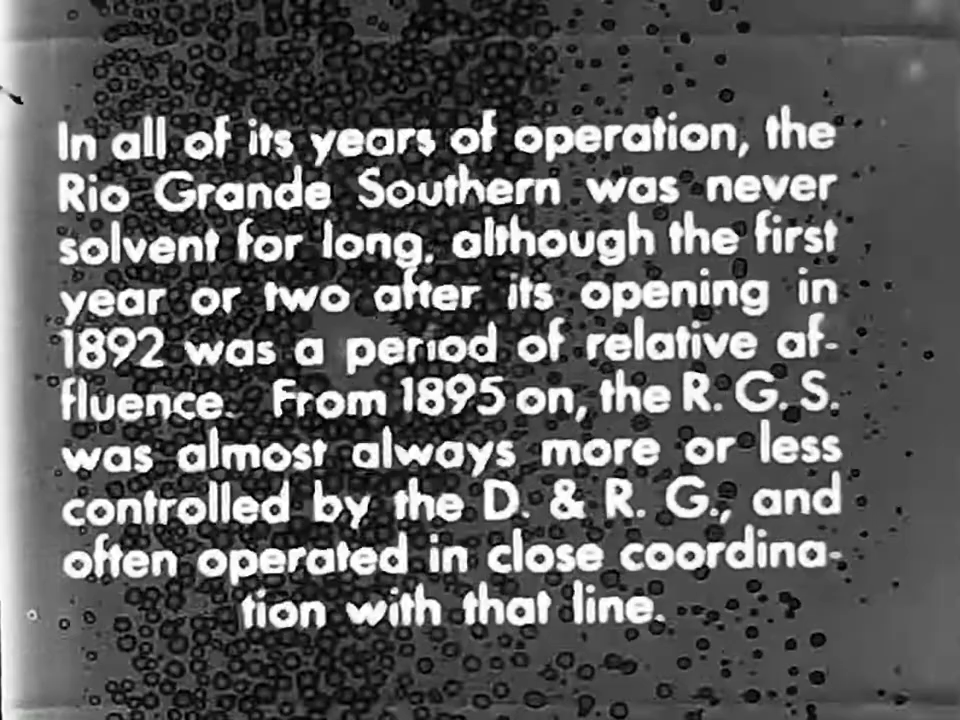 In all of its years of operation, the
Rio Grande Southern was never
solvent for long, although the first
year or two after its opening in
1892 was a period of relative af-
fluence. From 1895 on, the R. G. S.
was almost always more or less
controlled by the D. & R. G., and
often operated in close coordina-
tion with that line.